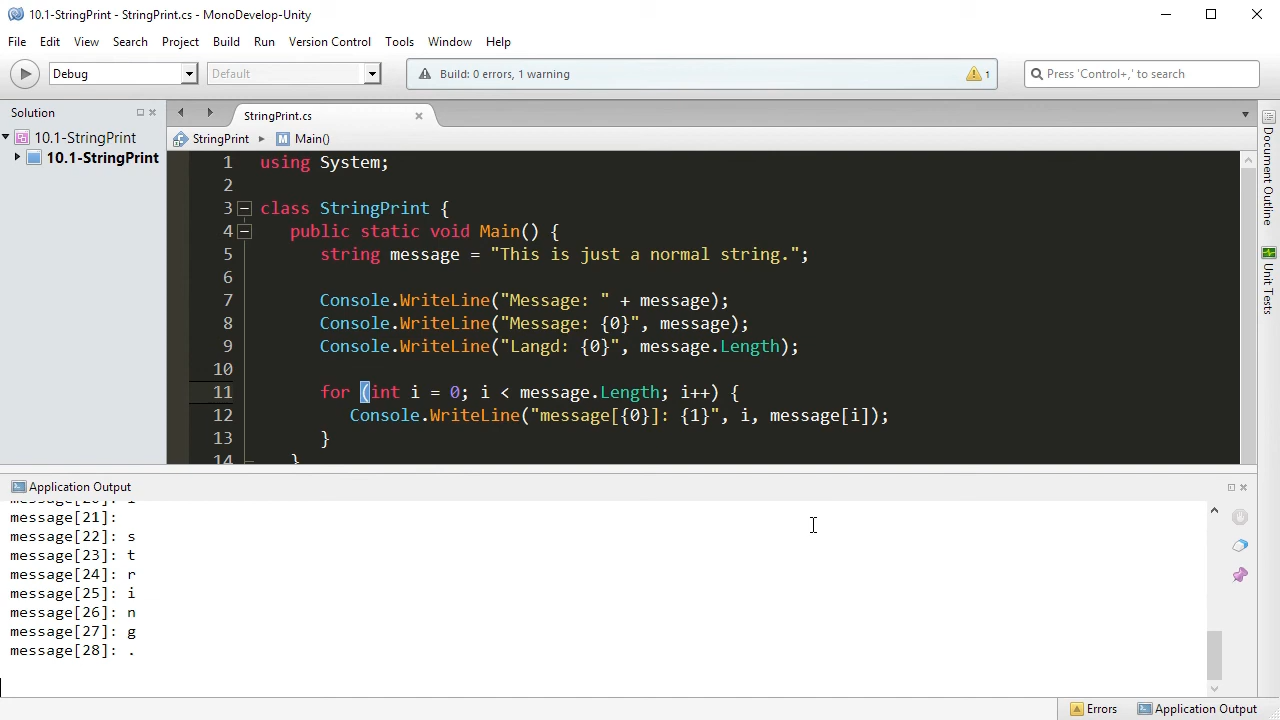 10.1-StringPrint - StringPrint.cs - MonoDevelop-Unity
File Edit View Search Project Build Run Version Control Tools Window Help
Debug Default Build: 0 errors, 1 warning 1 Press 'Control+,' to search
Solution
StringPrint.cs
10.1-StringPrint
10.1-StringPrint
StringPrint Main()
1 using System;
2
3 class StringPrint {
4 public static void Main() {
5 string message = "This is just a normal string.";
6
7 Console.WriteLine("Message: " + message);
8 Console.WriteLine("Message: {0}", message);
9 Console.WriteLine("Langd: {0}", message.Length);
10
11 for (int i = 0; i < message.Length; i++) {
12 Console.WriteLine("message[{0}]: {1}", i, message[i]);
13 }
14 }
Document Outline
Unit Tests
Application Output
message[20]: l
message[21]:
message[22]: s
message[23]: t
message[24]: r
message[25]: i
message[26]: n
message[27]: g
message[28]: .
Errors Application Output